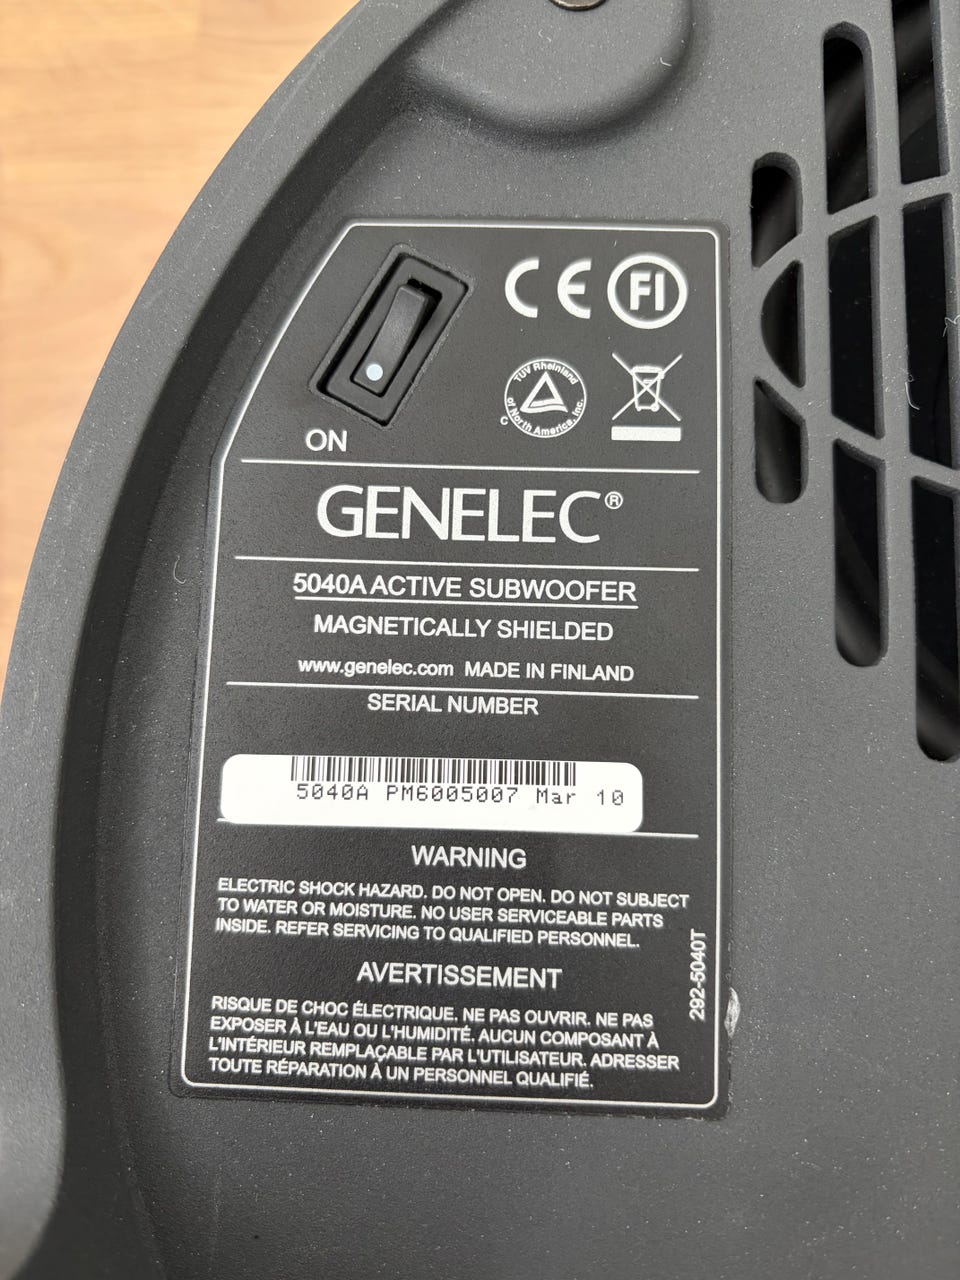 CE FI
TÜV Rheinland
of North America, Inc.
C
ON
GENELEC®
5040A ACTIVE SUBWOOFER
MAGNETICALLY SHIELDED
www.genelec.com MADE IN FINLAND
SERIAL NUMBER
5040A PM6005007 Mar 10
WARNING
ELECTRIC SHOCK HAZARD. DO NOT OPEN. DO NOT SUBJECT
TO WATER OR MOISTURE. NO USER SERVICEABLE PARTS
INSIDE. REFER SERVICING TO QUALIFIED PERSONNEL.
AVERTISSEMENT
RISQUE DE CHOC ÉLECTRIQUE. NE PAS OUVRIR. NE PAS
EXPOSER À L'EAU OU L'HUMIDITÉ. AUCUN COMPOSANT À
L'INTÉRIEUR REMPLAÇABLE PAR L'UTILISATEUR. ADRESSER
TOUTE RÉPARATION À UN PERSONNEL QUALIFIÉ.
292-5040T